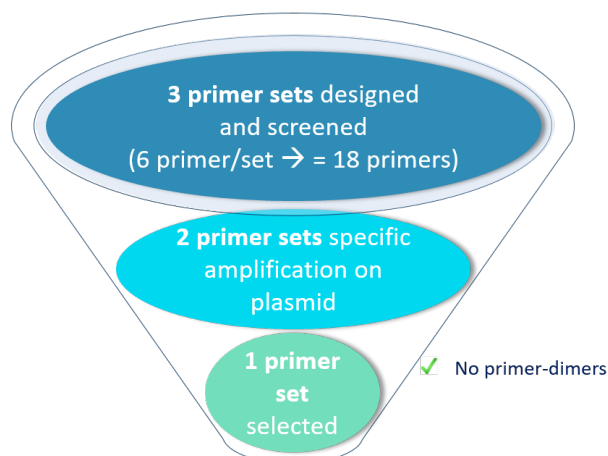 3 primer sets designed
and screened
(6 primer/set → = 18 primers)
2 primer sets specific
amplification on
plasmid
1 primer
set
selected
No primer-dimers